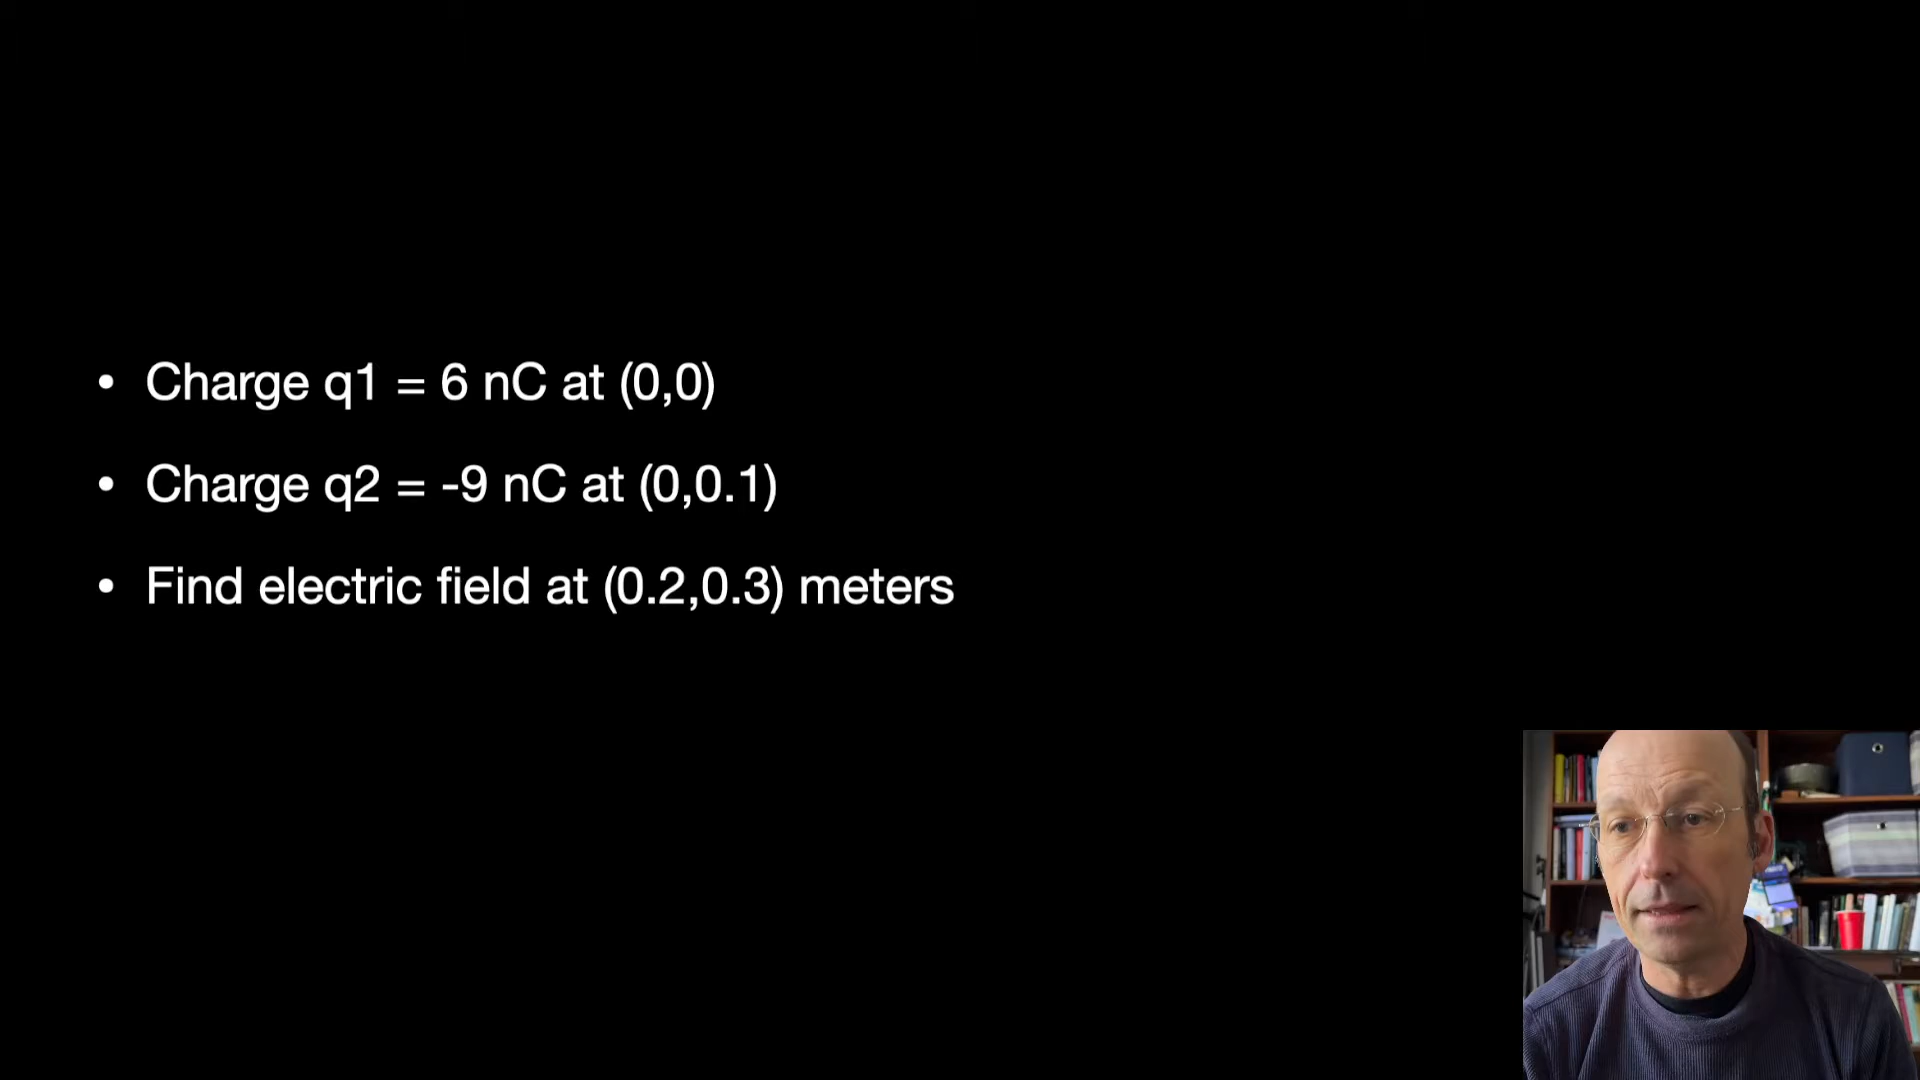 • Charge q1 = 6 nC at (0,0)
• Charge q2 = -9 nC at (0,0.1)
• Find electric field at (0.2,0.3) meters